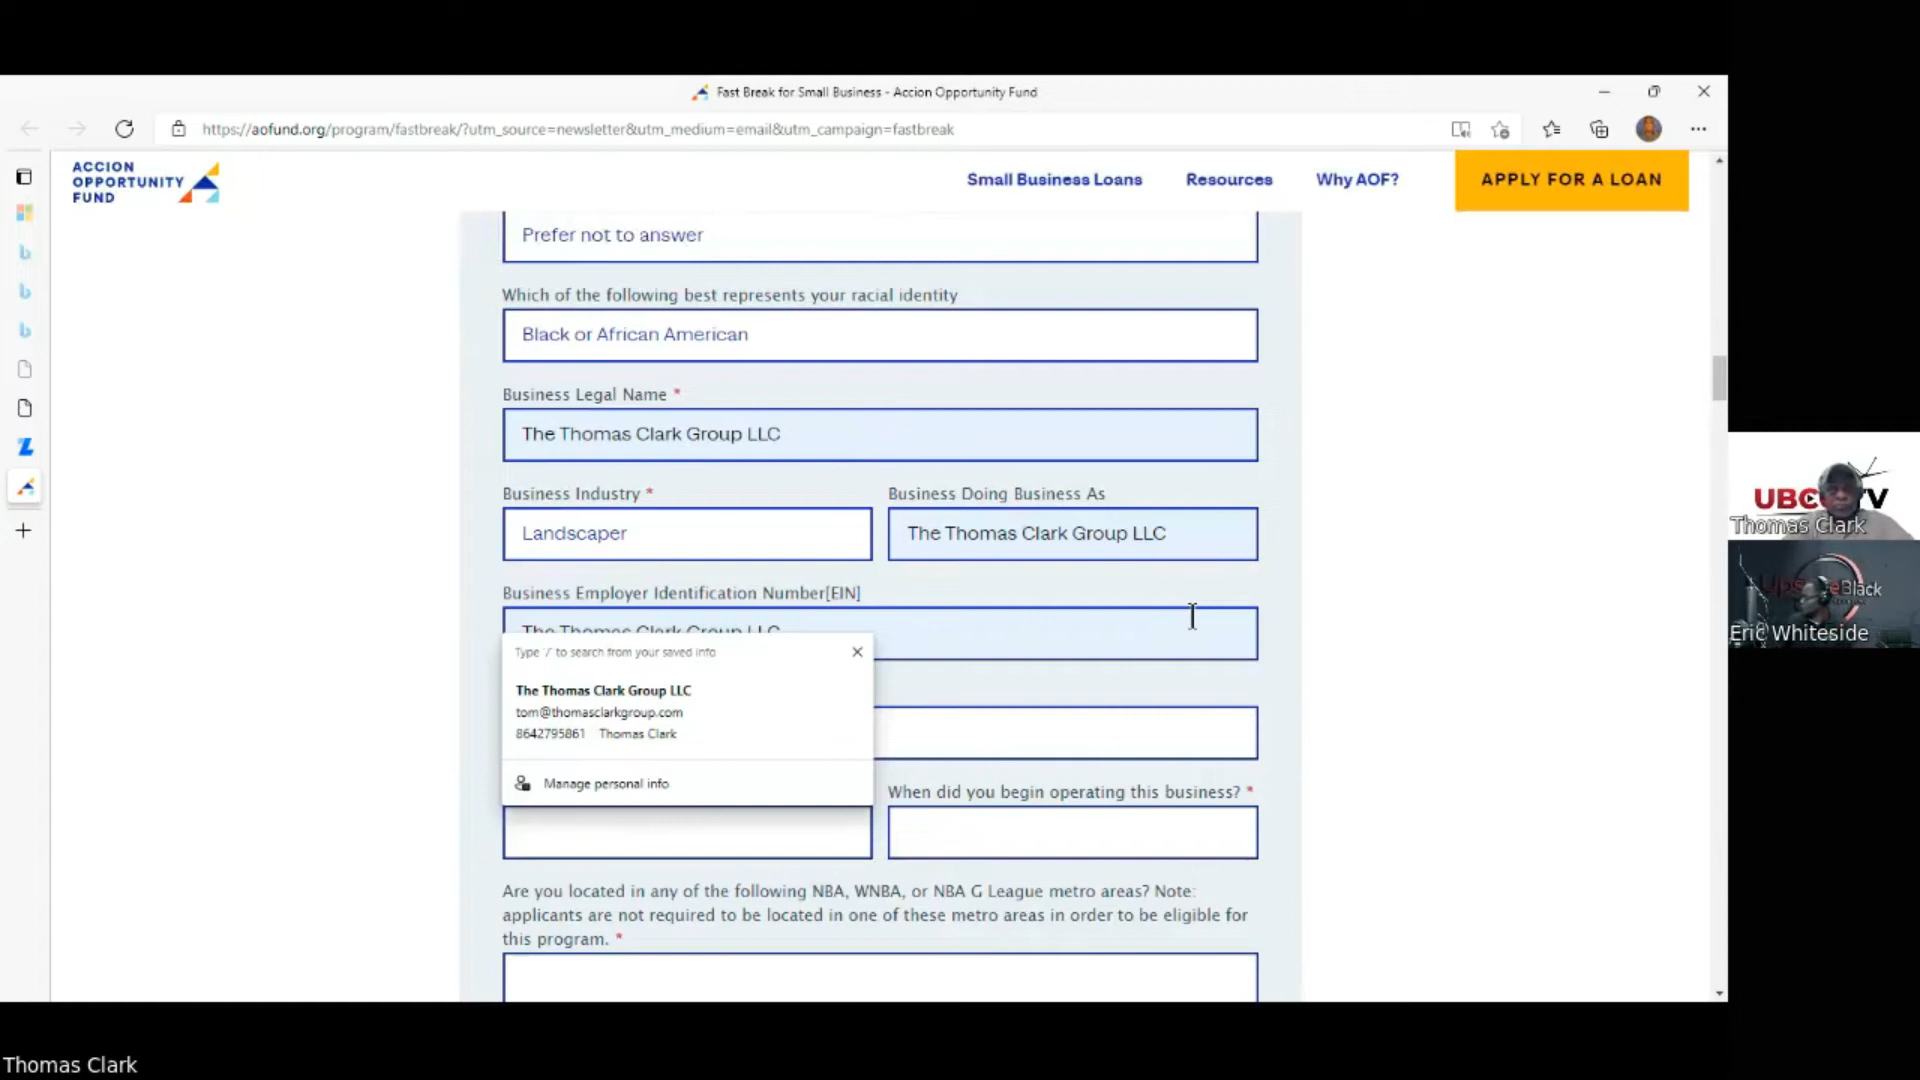 Fast Break for Small Business - Accion Opportunity Fund
https://aofund.org/program/fastbreak/?utm_source=newsletter&utm_medium=email&utm_campaign=fastbreak
ACCION
OPPORTUNITY
FUND
Small Business Loans
Resources
Why AOF?
APPLY FOR A LOAN
Prefer not to answer
Which of the following best represents your racial identity
Black or African American
Business Legal Name *
The Thomas Clark Group LLC
Business Industry *
Business Doing Business As
Landscaper
The Thomas Clark Group LLC
Business Employer Identification Number[EIN]
The Thomas Clark Group LLC
Type '/' to search from your saved info
The Thomas Clark Group LLC
tom@thomasclarkgroup.com
8642795861 Thomas Clark
Manage personal info
When did you begin operating this business? *
Are you located in any of the following NBA, WNBA, or NBA G League metro areas? Note:
applicants are not required to be located in one of these metro areas in order to be eligible for
this program. *
UBC V
Thomas Clark
Black
Eric Whiteside
Thomas Clark